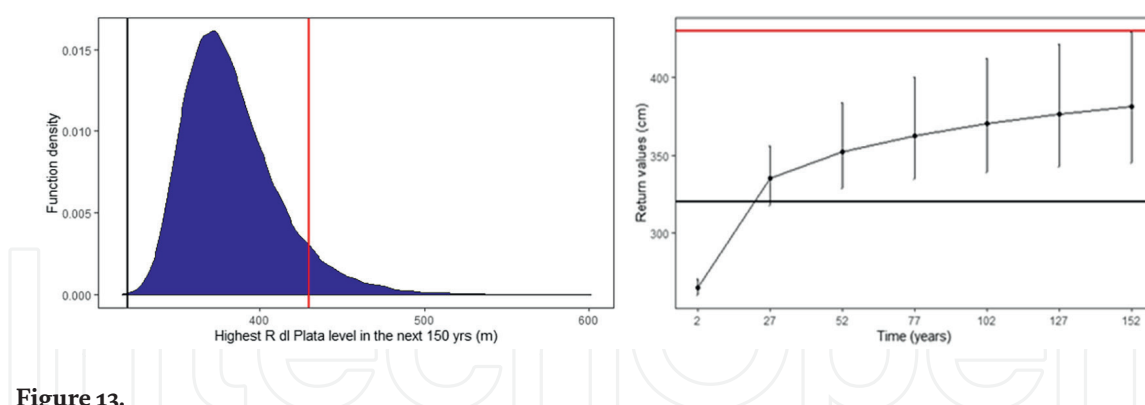 0.015
0.010
0.005
0.000
Function density
400
500
600
Highest R dl Plata level in the next 150 yrs (m)
400
350
300
Return values (cm)
2
27
52
77
102
127
152
Time (years)
IntechOpen
Figure 13.